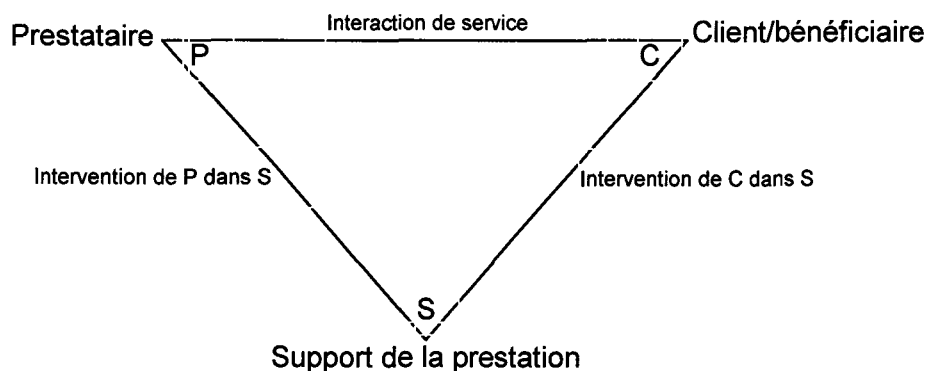 Interaction de service
Prestataire
Client/bénéficiaire
P
C
Intervention de P dans S
Intervention de C dans S
S
Support de la prestation